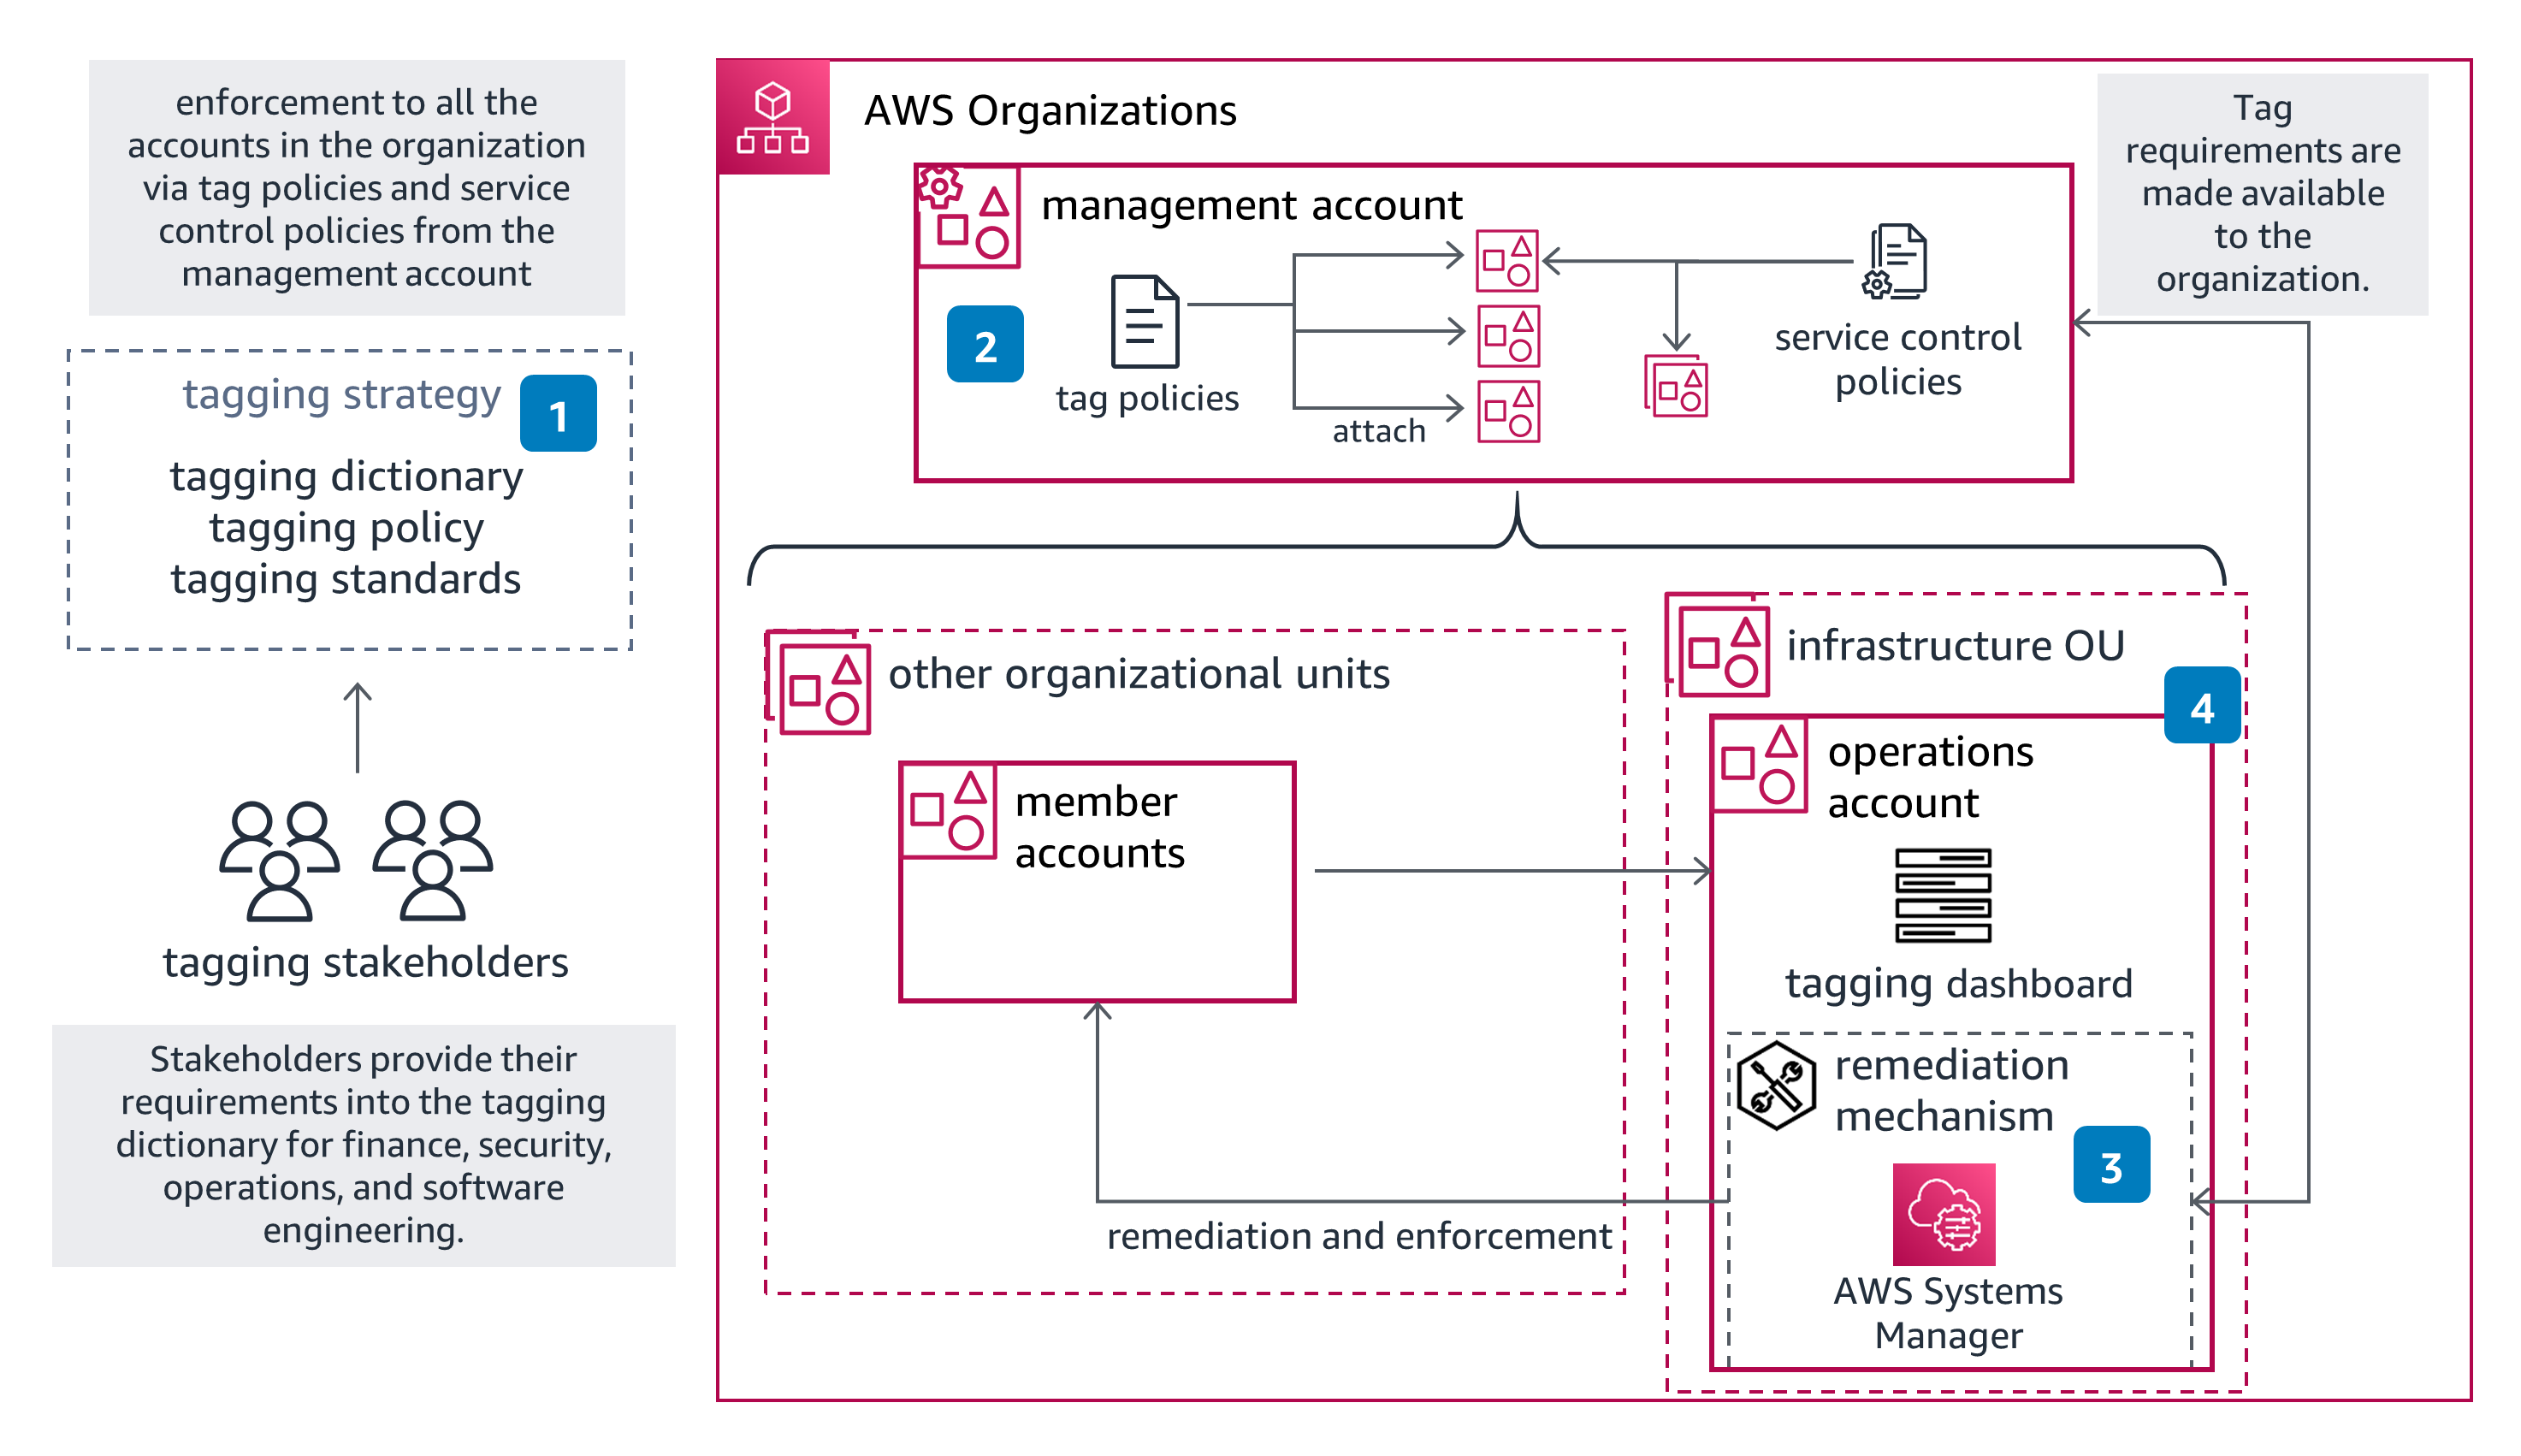 enforcement to all the
accounts in the organization
via tag policies and service
control policies from the
management account
tagging strategy
1
tagging dictionary
tagging policy
tagging standards
tagging stakeholders
Stakeholders provide their
requirements into the tagging
dictionary for finance, security,
operations, and software
engineering.
AWS Organizations
Tag
requirements are
made available
to the
organization.
management account
2
tag policies
attach
service control
policies
other organizational units
member
accounts
remediation and enforcement
infrastructure OU
4
operations
account
tagging dashboard
remediation
mechanism
3
AWS Systems
Manager